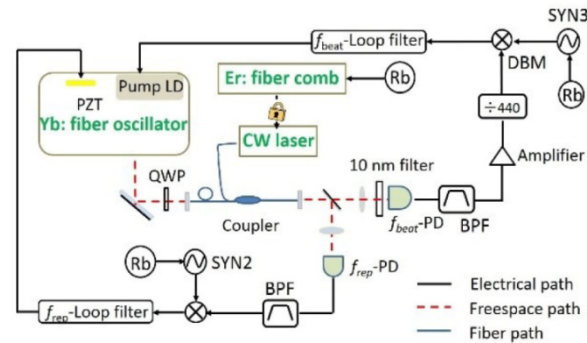 SYN3
f_beat-Loop filter
DBM
Rb
Pump LD
PZT
Yb: fiber oscillator
Er: fiber comb
Rb
÷440
CW laser
10 nm filter
Amplifier
QWP
Coupler
f_beat-PD
BPF
Rb
SYN2
f_rep-PD
f_rep-Loop filter
BPF
Electrical path
Freespace path
Fiber path